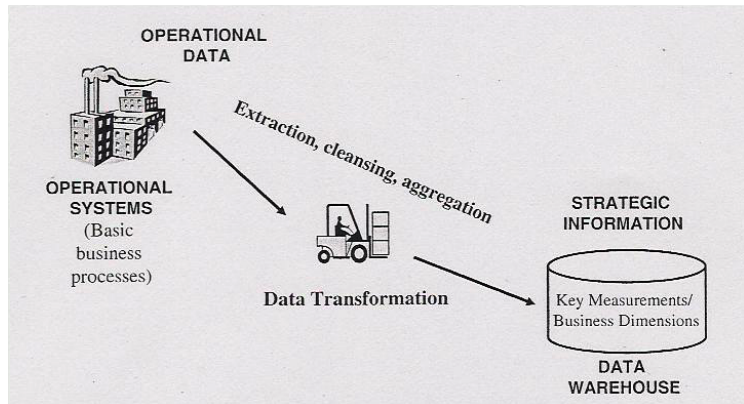 OPERATIONAL
DATA
Extraction, cleansing, aggregation
OPERATIONAL
SYSTEMS
(Basic
business
processes)
Data Transformation
STRATEGIC
INFORMATION
Key Measurements/
Business Dimensions
DATA
WAREHOUSE